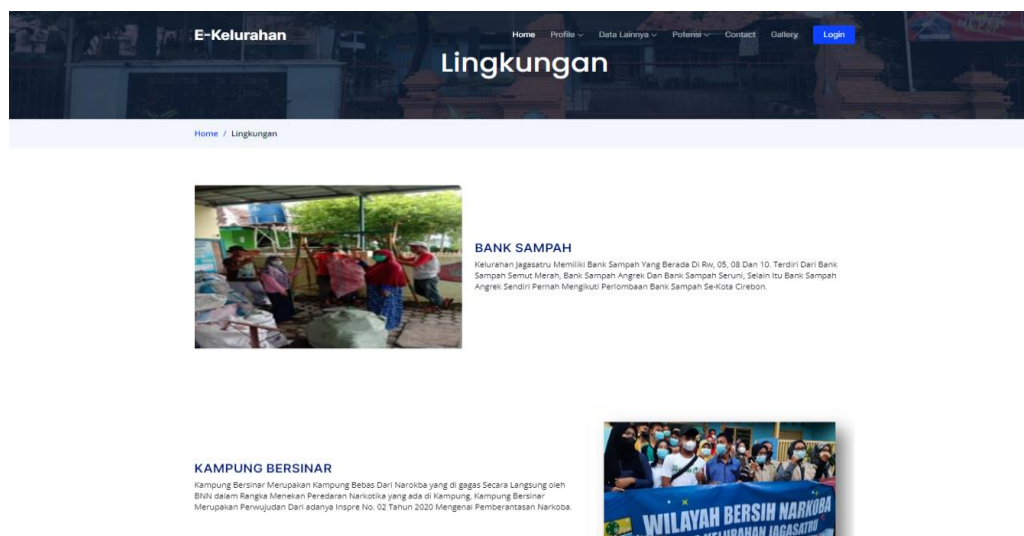 E-Kelurahan
Home Profile Data Lainnya Potensi Contact Gallery Login
Lingkungan
Home / Lingkungan
BANK SAMPAH
Kelurahan Jagasatru Memiliki Bank Sampah Yang Berada Di Rw, 05, 08 Dan 10. Terdiri Dari Bank
Sampah Semut Merah, Bank Sampah Angrek Dan Bank Sampah Seruni, Selain Itu Bank Sampah
Angrek Sendiri Pernah Mengikuti Perlombaan Bank Sampah Se-Kota Cirebon.
KAMPUNG BERSINAR
Kampung Bersinar Merupakan Kampung Bebas Dari Narokba yang di gagas Secara Langsung oleh
BNN dalam Rangka Menekan Peredaran Narkotika yang ada di Kampung, Kampung Bersinar
Merupakan Perwujudan Dari adanya Inspre No. 02 Tahun 2020 Mengenai Pemberantasan Narkoba.
WILAYAH BERSIH NARKOBA
KELURAHAN JAGASATRU